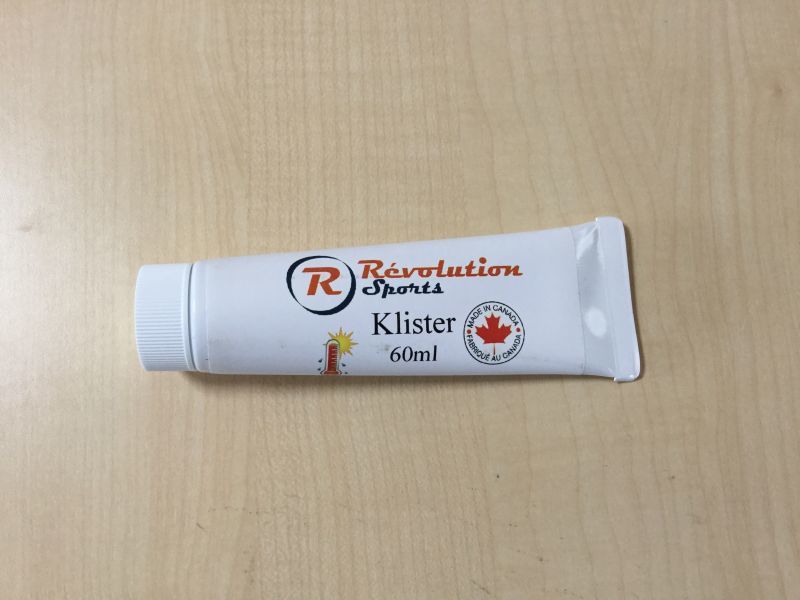 R
Révolution
Sports
Klister
60ml
MADE IN CANADA
FABRIQUÉ AU CANADA